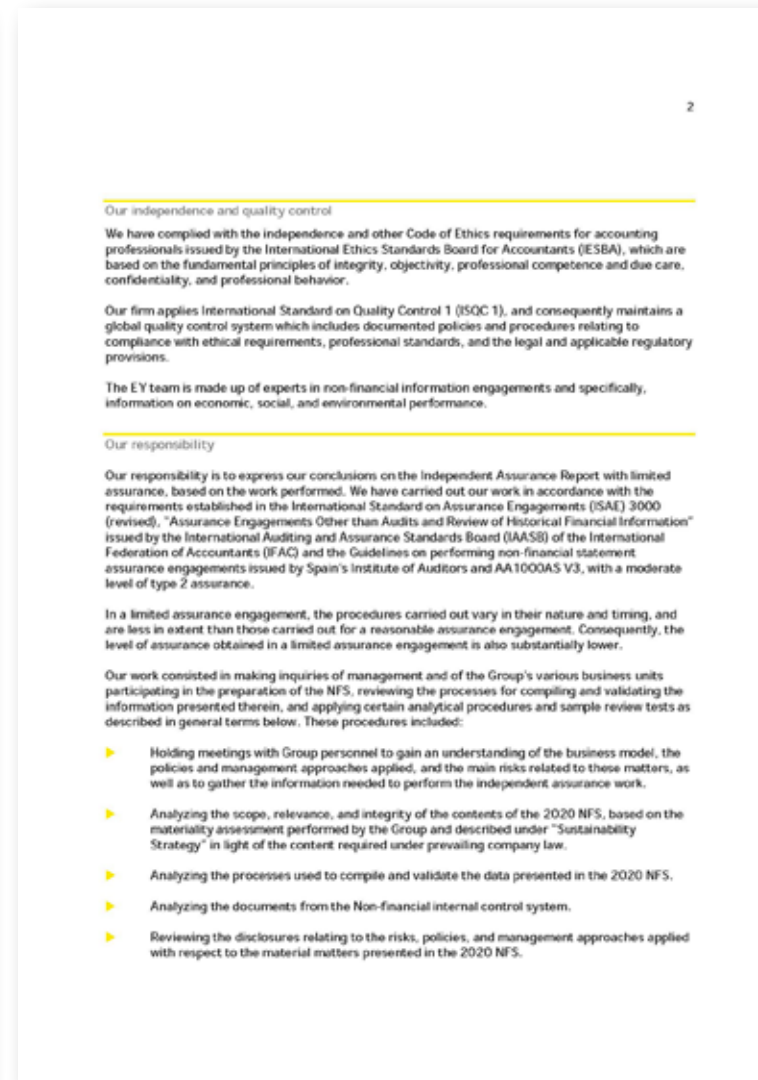 2
Our independence and quality control
We have complied with the independence and other Code of Ethics requirements for accounting
professionals issued by the International Ethics Standards Board for Accountants (IESBA), which are
based on the fundamental principles of integrity, objectivity, professional competence and due care,
confidentiality, and professional behavior.
Our firm applies International Standard on Quality Control 1 (ISQC 1), and consequently maintains a
global quality control system which includes documented policies and procedures relating to
compliance with ethical requirements, professional standards, and the legal and applicable regulatory
provisions.
The EY team is made up of experts in non-financial information engagements and specifically,
information on economic, social, and environmental performance.
Our responsibility
Our responsibility is to express our conclusions on the Independent Assurance Report with limited
assurance, based on the work performed. We have carried out our work in accordance with the
requirements established in the International Standard on Assurance Engagements (ISAE) 3000
(revised), "Assurance Engagements Other than Audits and Review of Historical Financial Information"
issued by the International Auditing and Assurance Standards Board (IAASB) of the International
Federation of Accountants (IFAC) and the Guidelines on performing non-financial statement
assurance engagements issued by Spain's Institute of Auditors and AA1000AS V3, with a moderate
level of type 2 assurance.
In a limited assurance engagement, the procedures carried out vary in their nature and timing, and
are less in extent than those carried out for a reasonable assurance engagement. Consequently, the
level of assurance obtained in a limited assurance engagement is also substantially lower.
Our work consisted in making inquiries of management and of the Group's various business units
participating in the preparation of the NFS, reviewing the processes for compiling and validating the
information presented therein, and applying certain analytical procedures and sample review tests as
described in general terms below. These procedures included:
Holding meetings with Group personnel to gain an understanding of the business model, the
policies and management approaches applied, and the main risks related to these matters, as
well as to gather the information needed to perform the independent assurance work.
Analyzing the scope, relevance, and integrity of the contents of the 2020 NFS, based on the
materiality assessment performed by the Group and described under "Sustainability
Strategy" in light of the content required under prevailing company law.
Analyzing the processes used to compile and validate the data presented in the 2020 NFS.
Analyzing the documents from the Non-financial internal control system.
Reviewing the disclosures relating to the risks, policies, and management approaches applied
with respect to the material matters presented in the 2020 NFS.